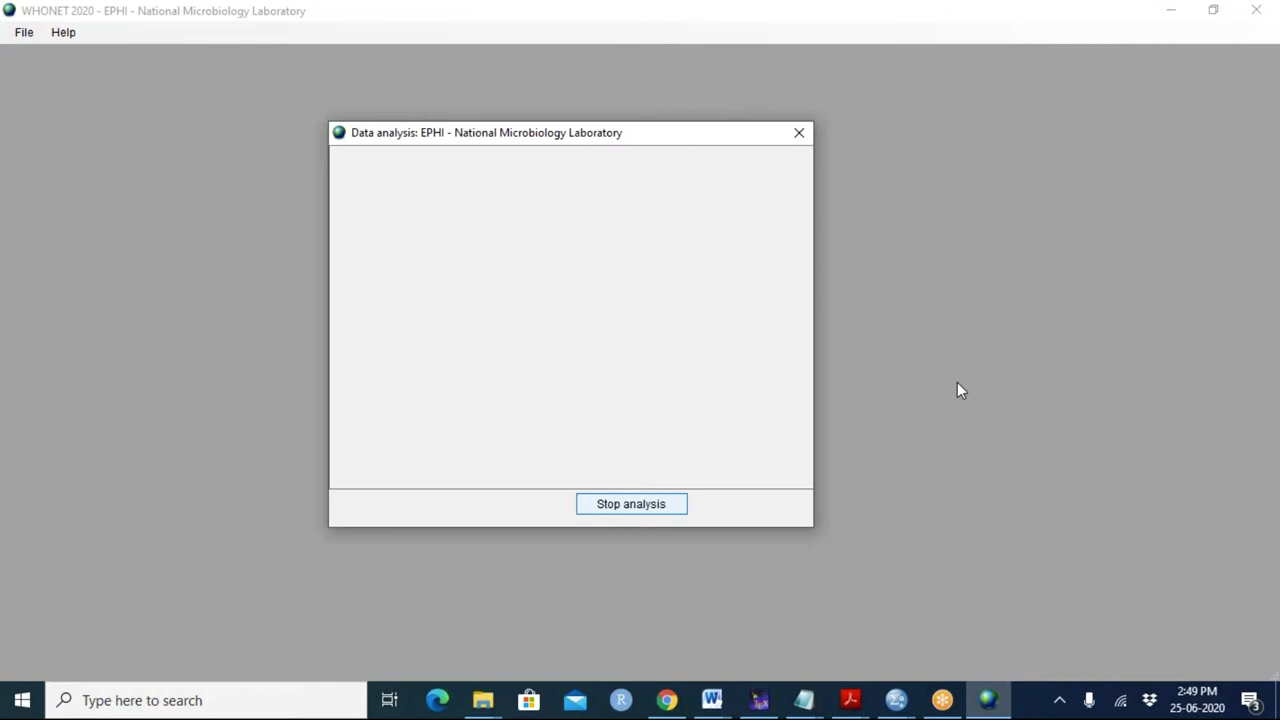 WHONET 2020 - EPHI - National Microbiology Laboratory
File Help
Data analysis: EPHI - National Microbiology Laboratory
Stop analysis
Type here to search
2:49 PM
25-06-2020
3